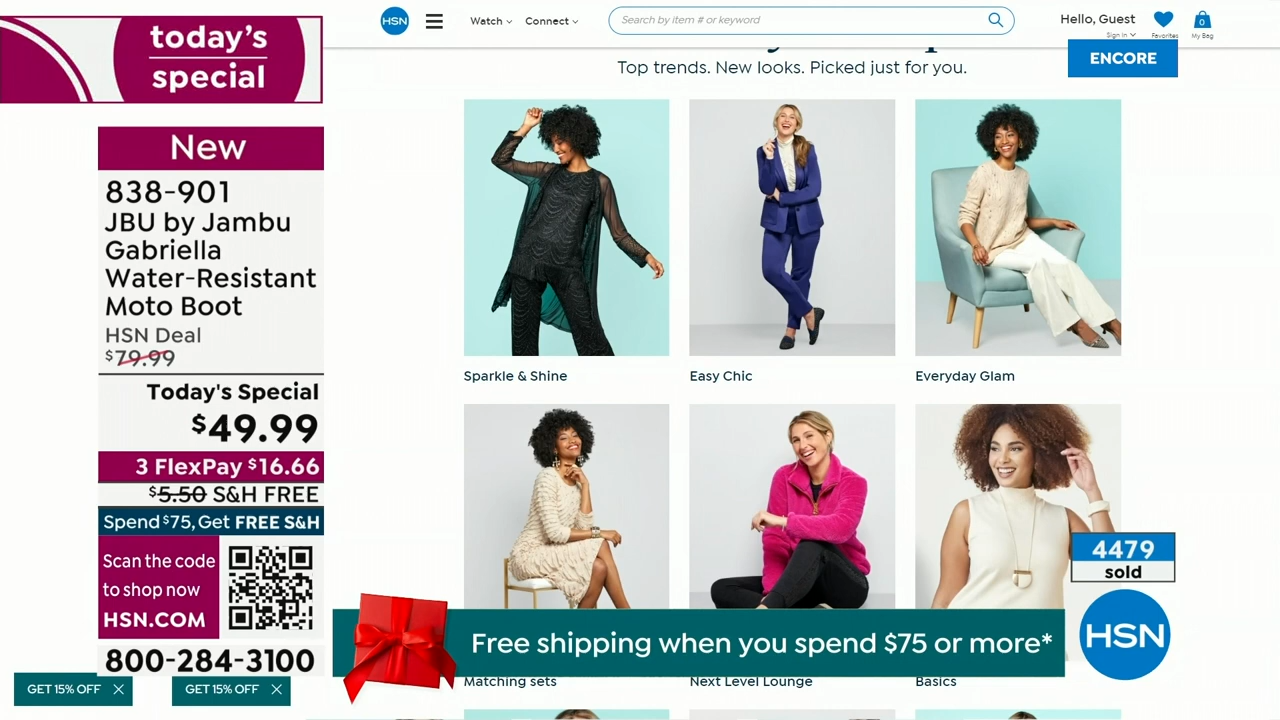 today's
special
New
838-901
JBU by Jambu
Gabriella
Water-Resistant
Moto Boot
HSN Deal
$79.99
Today's Special
$49.99
3 FlexPay $16.66
$5.50 S&H FREE
Spend $75, Get FREE S&H
Scan the code
to shop now
HSN.COM
800-284-3100
GET 15% OFF
GET 15% OFF
HSN
Watch
Connect
Search by item # or keyword
Hello, Guest
Sign In
Favorites
0
My Bag
ENCORE
Top trends. New looks. Picked just for you.
Sparkle & Shine
Easy Chic
Everyday Glam
4479
sold
Free shipping when you spend $75 or more*
HSN
Matching sets
Next Level Lounge
Basics